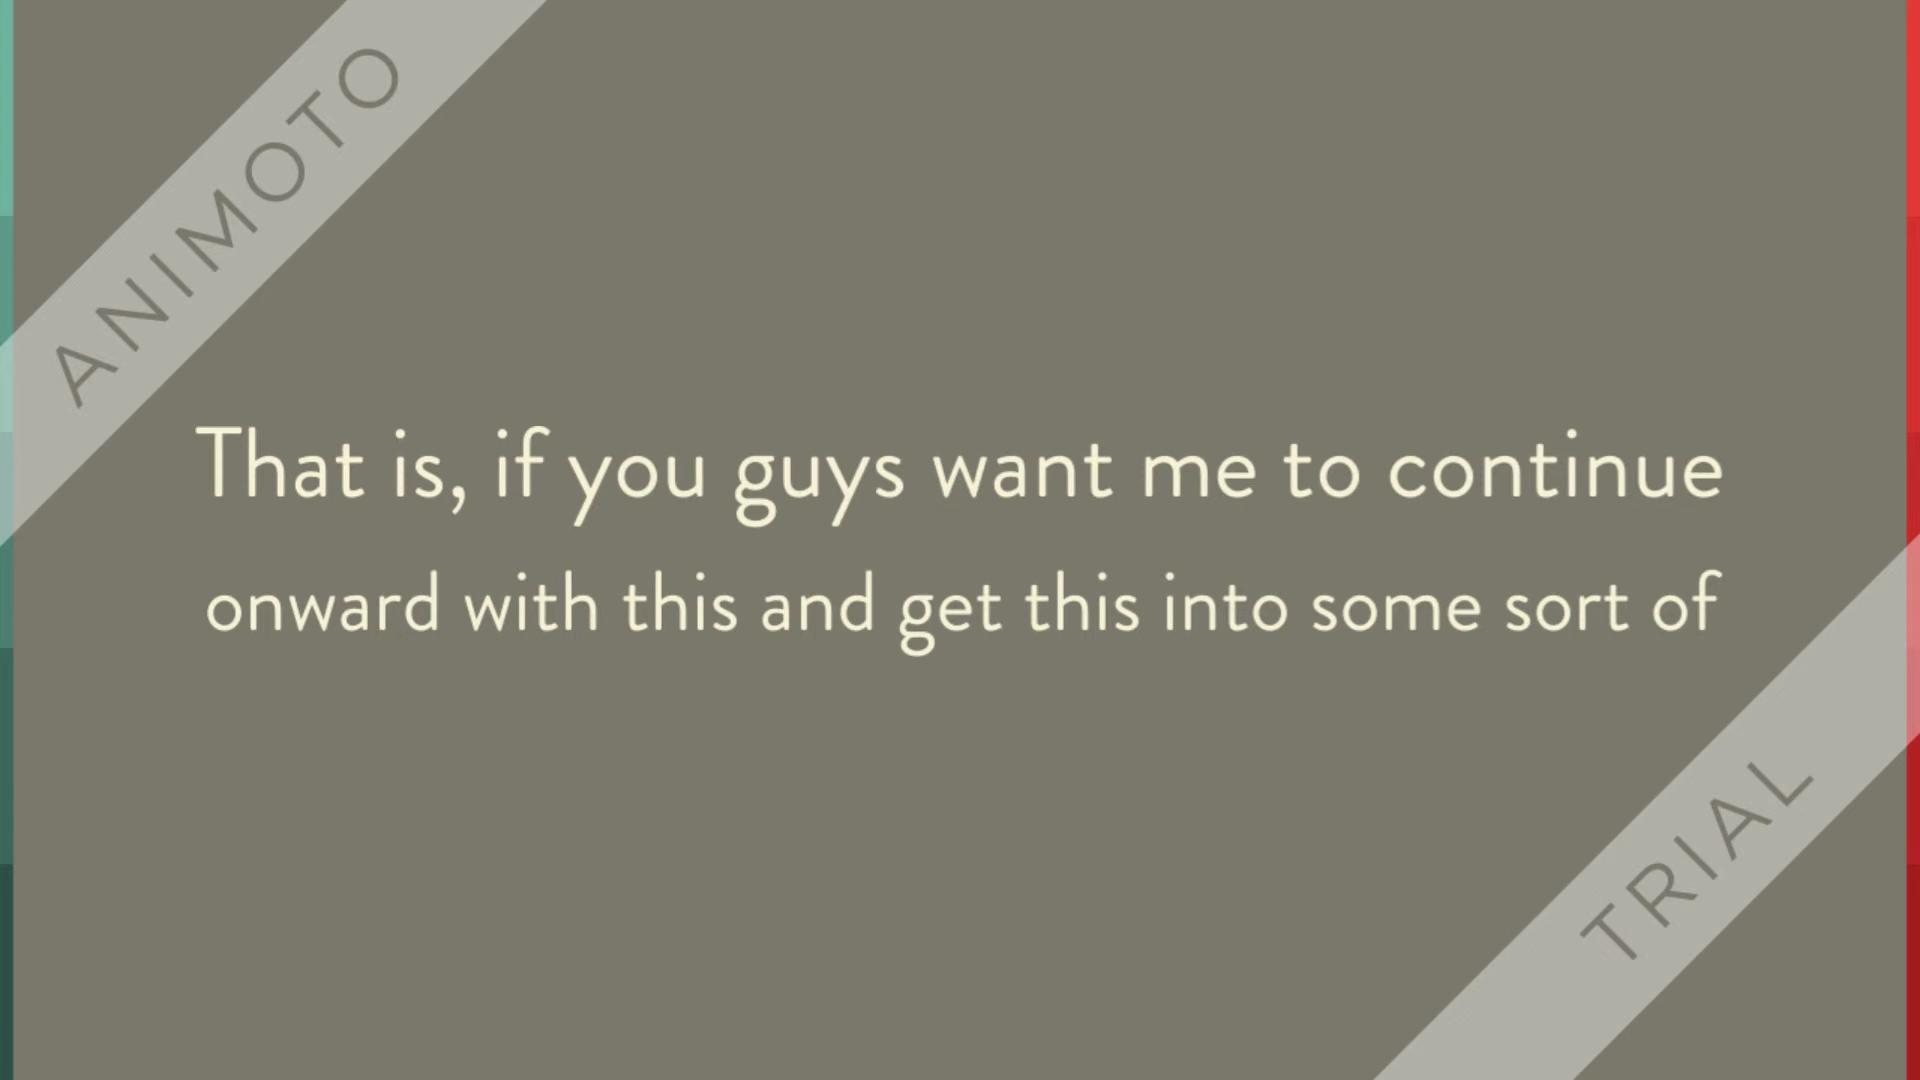 ANIMOTO
That is, if you guys want me to continue
onward with this and get this into some sort of
TRIAL